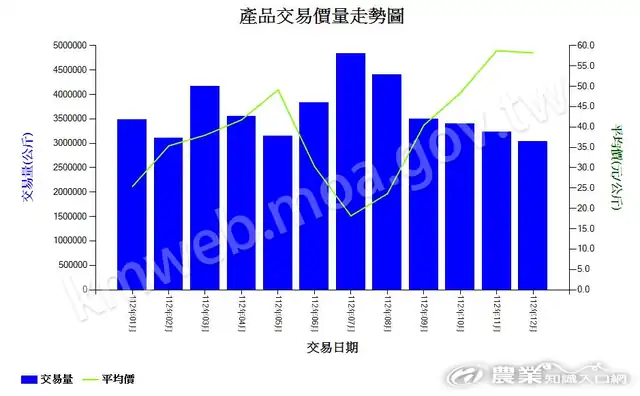 產品交易價量走勢圖
交易量(公斤)
5000000
4500000
4000000
3500000
3000000
2500000
2000000
1500000
1000000
500000
0
60.0
55.0
50.0
45.0
40.0
35.0
30.0
25.0
20.0
15.0
10.0
5.0
0.0
平均價(元/公斤)
112年01月
112年02月
112年03月
112年04月
112年05月
112年06月
112年07月
112年08月
112年09月
112年10月
112年11月
112年12月
交易日期
交易量
平均價
kmweb.moa.gov.tw
農業知識入口網